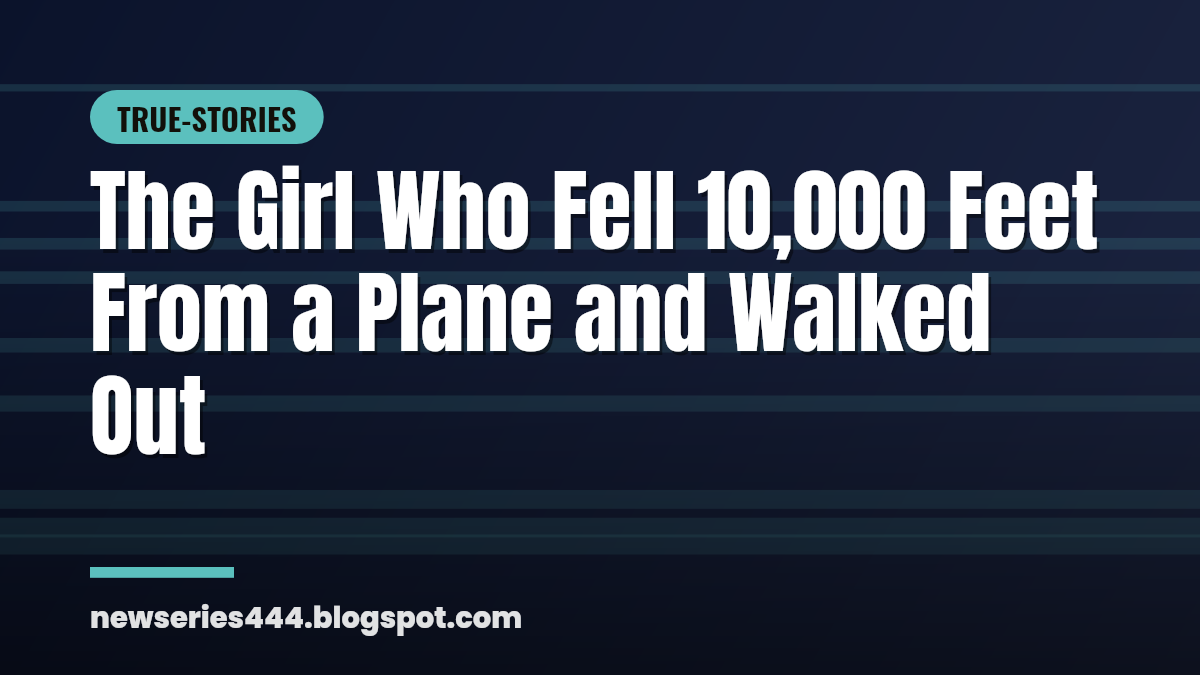 TRUE-STORIES
The Girl Who Fell 10,000 Feet
From a Plane and Walked
Out
newseries444.blogspot.com